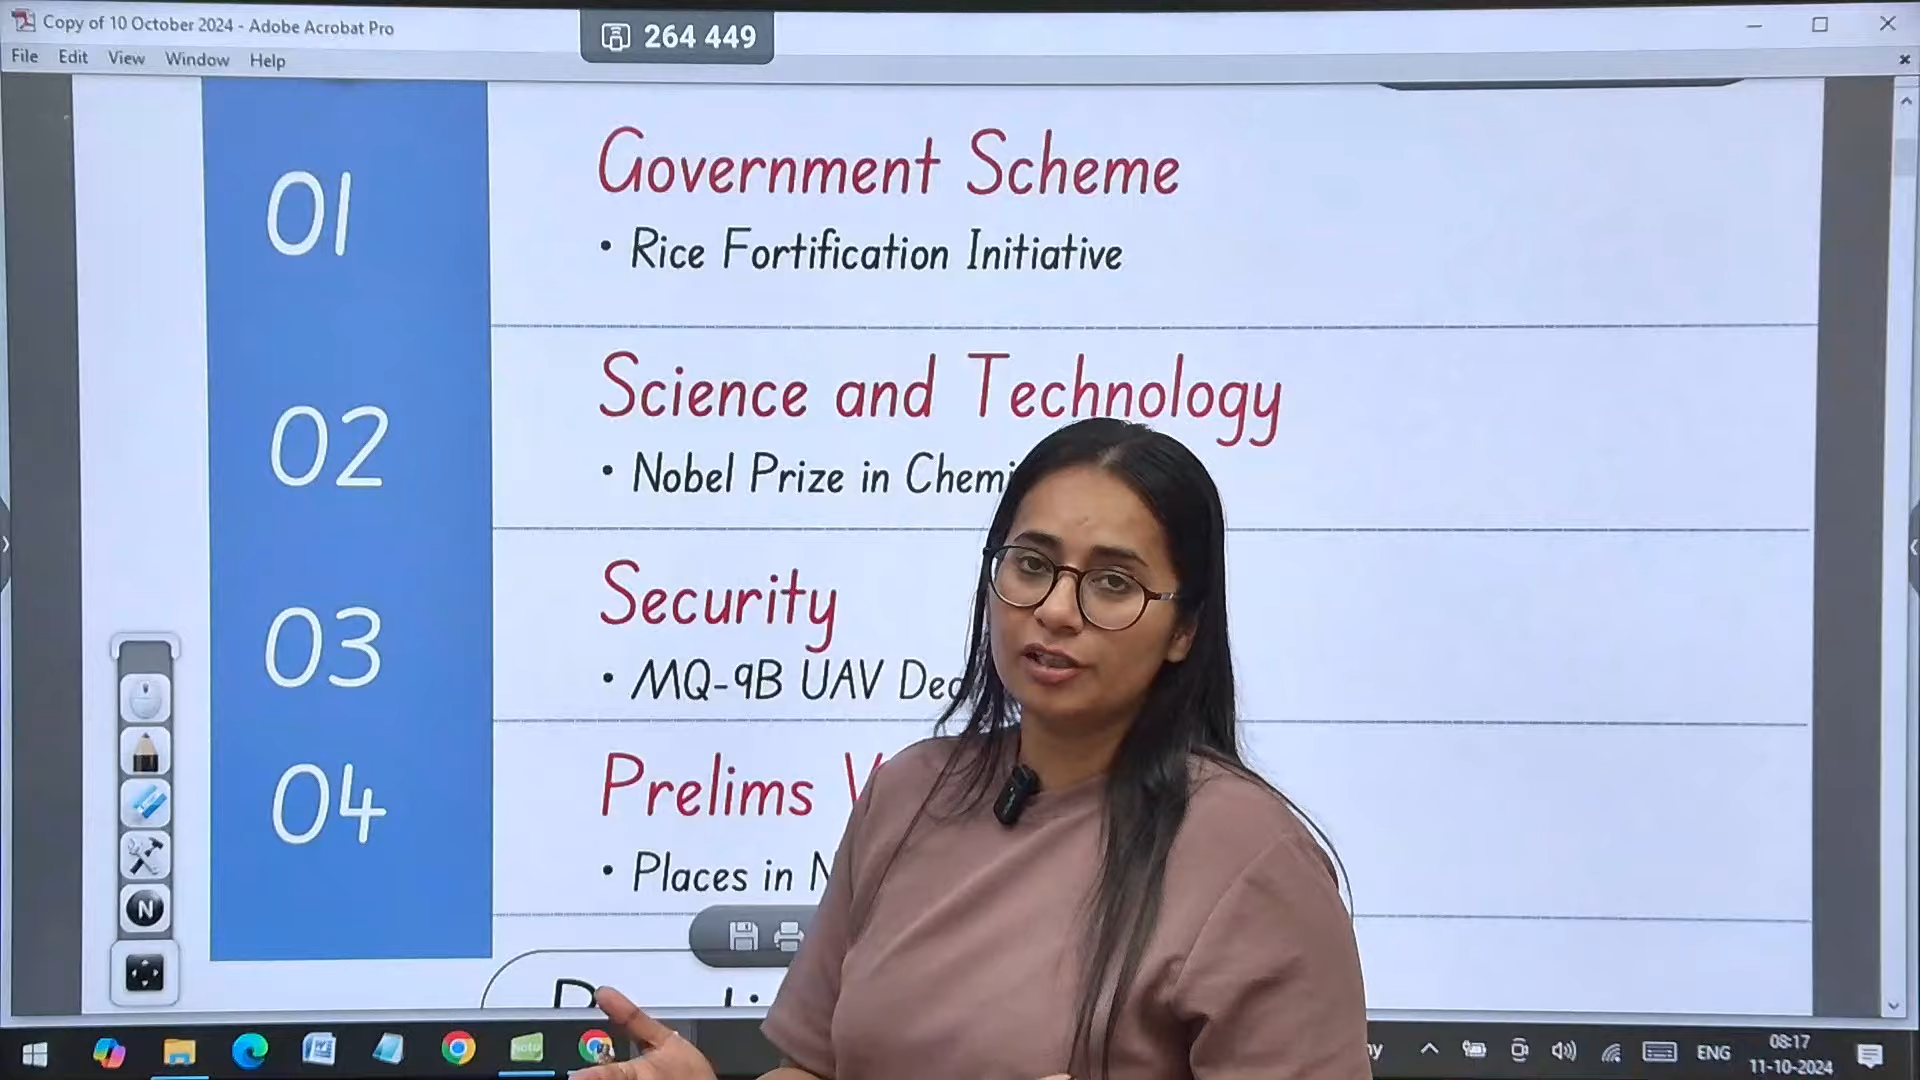 Copy of 10 October 2024 - Adobe Acrobat Pro
264 449
File Edit View Window Help
01
Government Scheme
• Rice Fortification Initiative
02
Science and Technology
• Nobel Prize in Chemi
03
Security
• MQ-9B UAV Dea
04
Prelims
• Places in N
N
08:17
ENG
11-10-2024